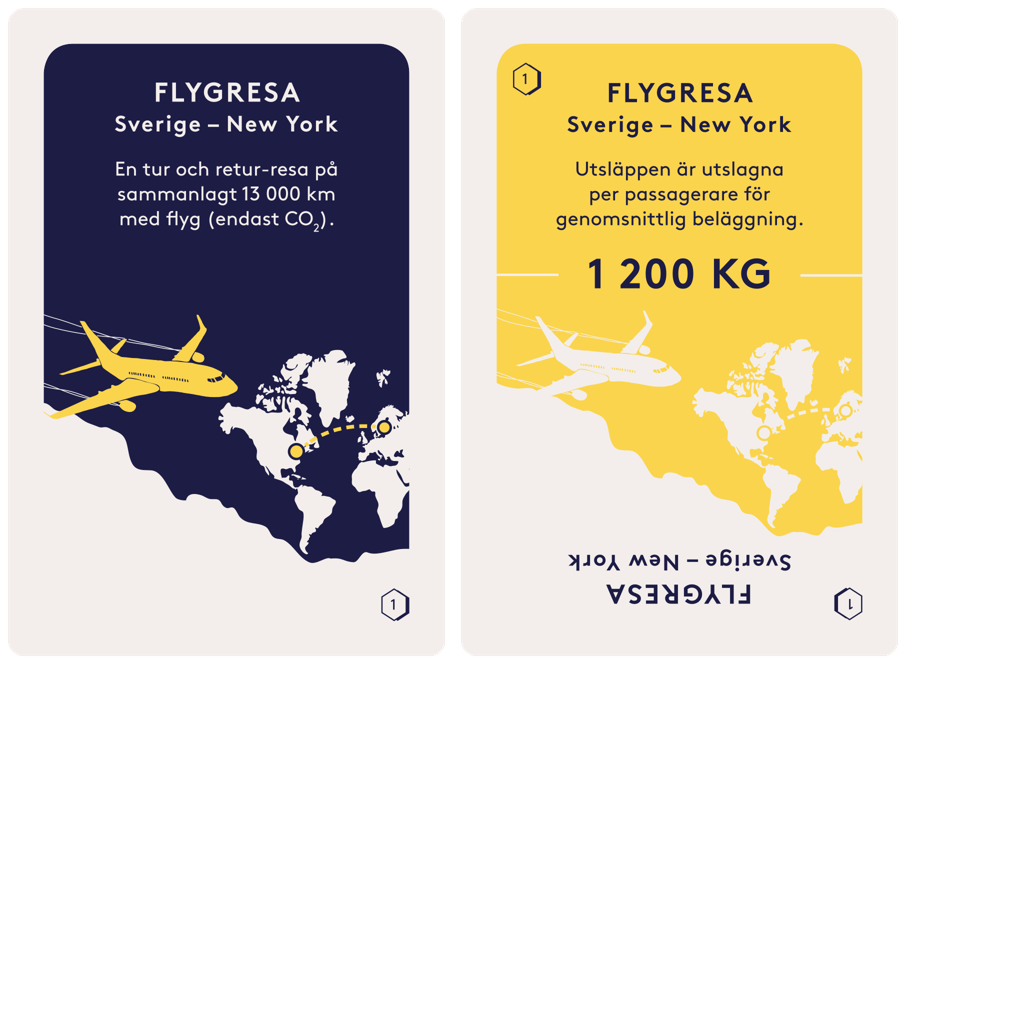 FLYGRESA
Sverige – New York
En tur och retur-resa på
sammanlagt 13 000 km
med flyg (endast CO₂).
1
1
FLYGRESA
Sverige – New York
Utsläppen är utslagna
per passagerare för
genomsnittlig beläggning.
1 200 KG
FLYGRESA
Sverige – New York
1